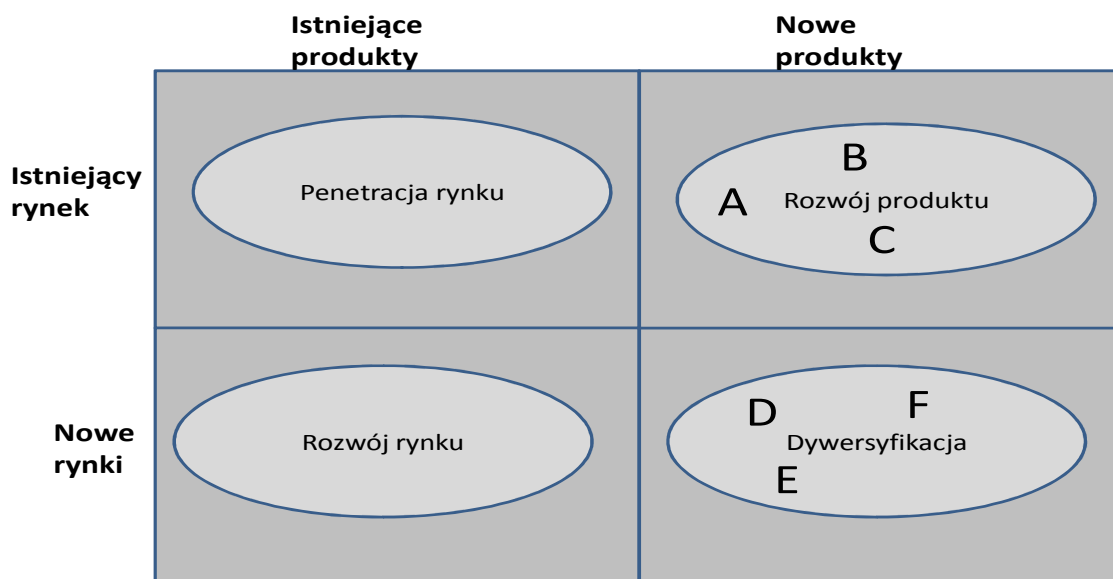 Istniejące
produkty
Nowe
produkty
Istniejący
rynek
Penetracja rynku
B
A
Rozwój produktu
C
Nowe
rynki
Rozwój rynku
D
F
Dywersyfikacja
E